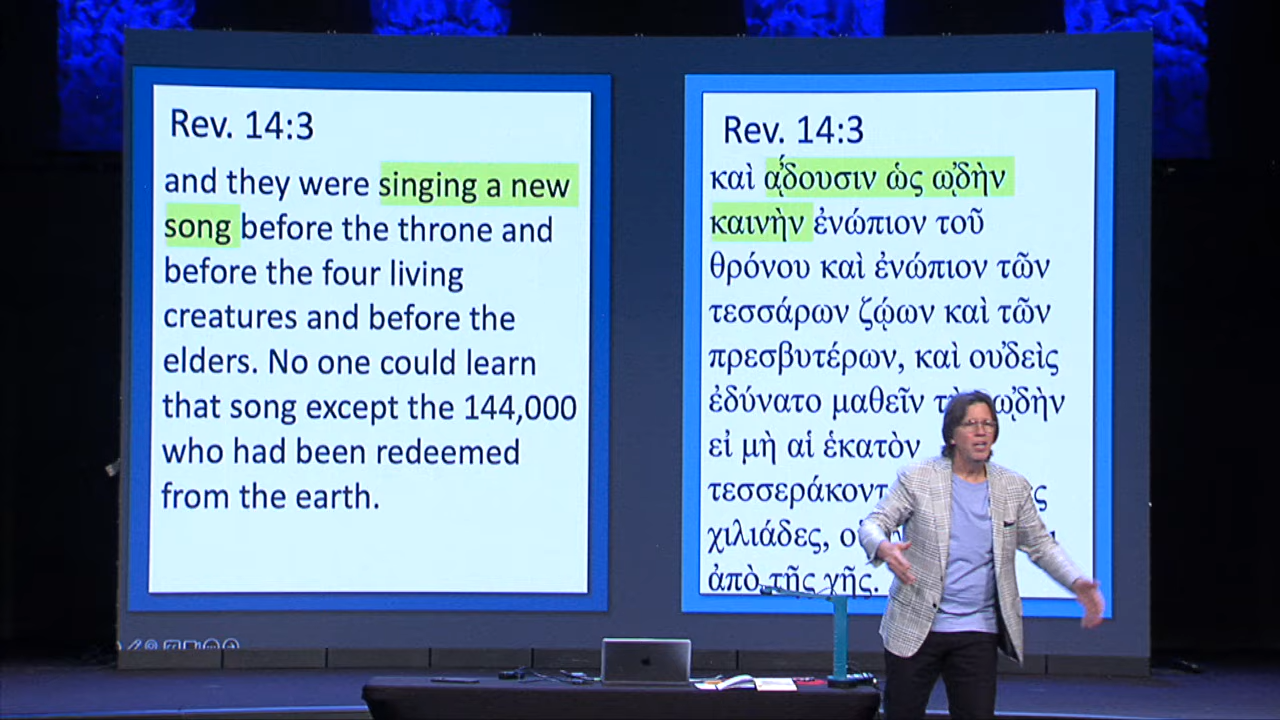 Rev. 14:3
and they were singing a new
song before the throne and
before the four living
creatures and before the
elders. No one could learn
that song except the 144,000
who had been redeemed
from the earth.
Rev. 14:3
καὶ ᾄδουσιν ὡς ᾠδὴν
καινὴν ἐνώπιον τοῦ
θρόνου καὶ ἐνώπιον τῶν
τεσσάρων ζῴων καὶ τῶν
πρεσβυτέρων, καὶ οὐδεὶς
ἐδύνατο μαθεῖν ᾠδὴν
εἰ μὴ αἱ ἑκατὸν
χιλιάδες,
ἀπὸ τῆς γῆς.